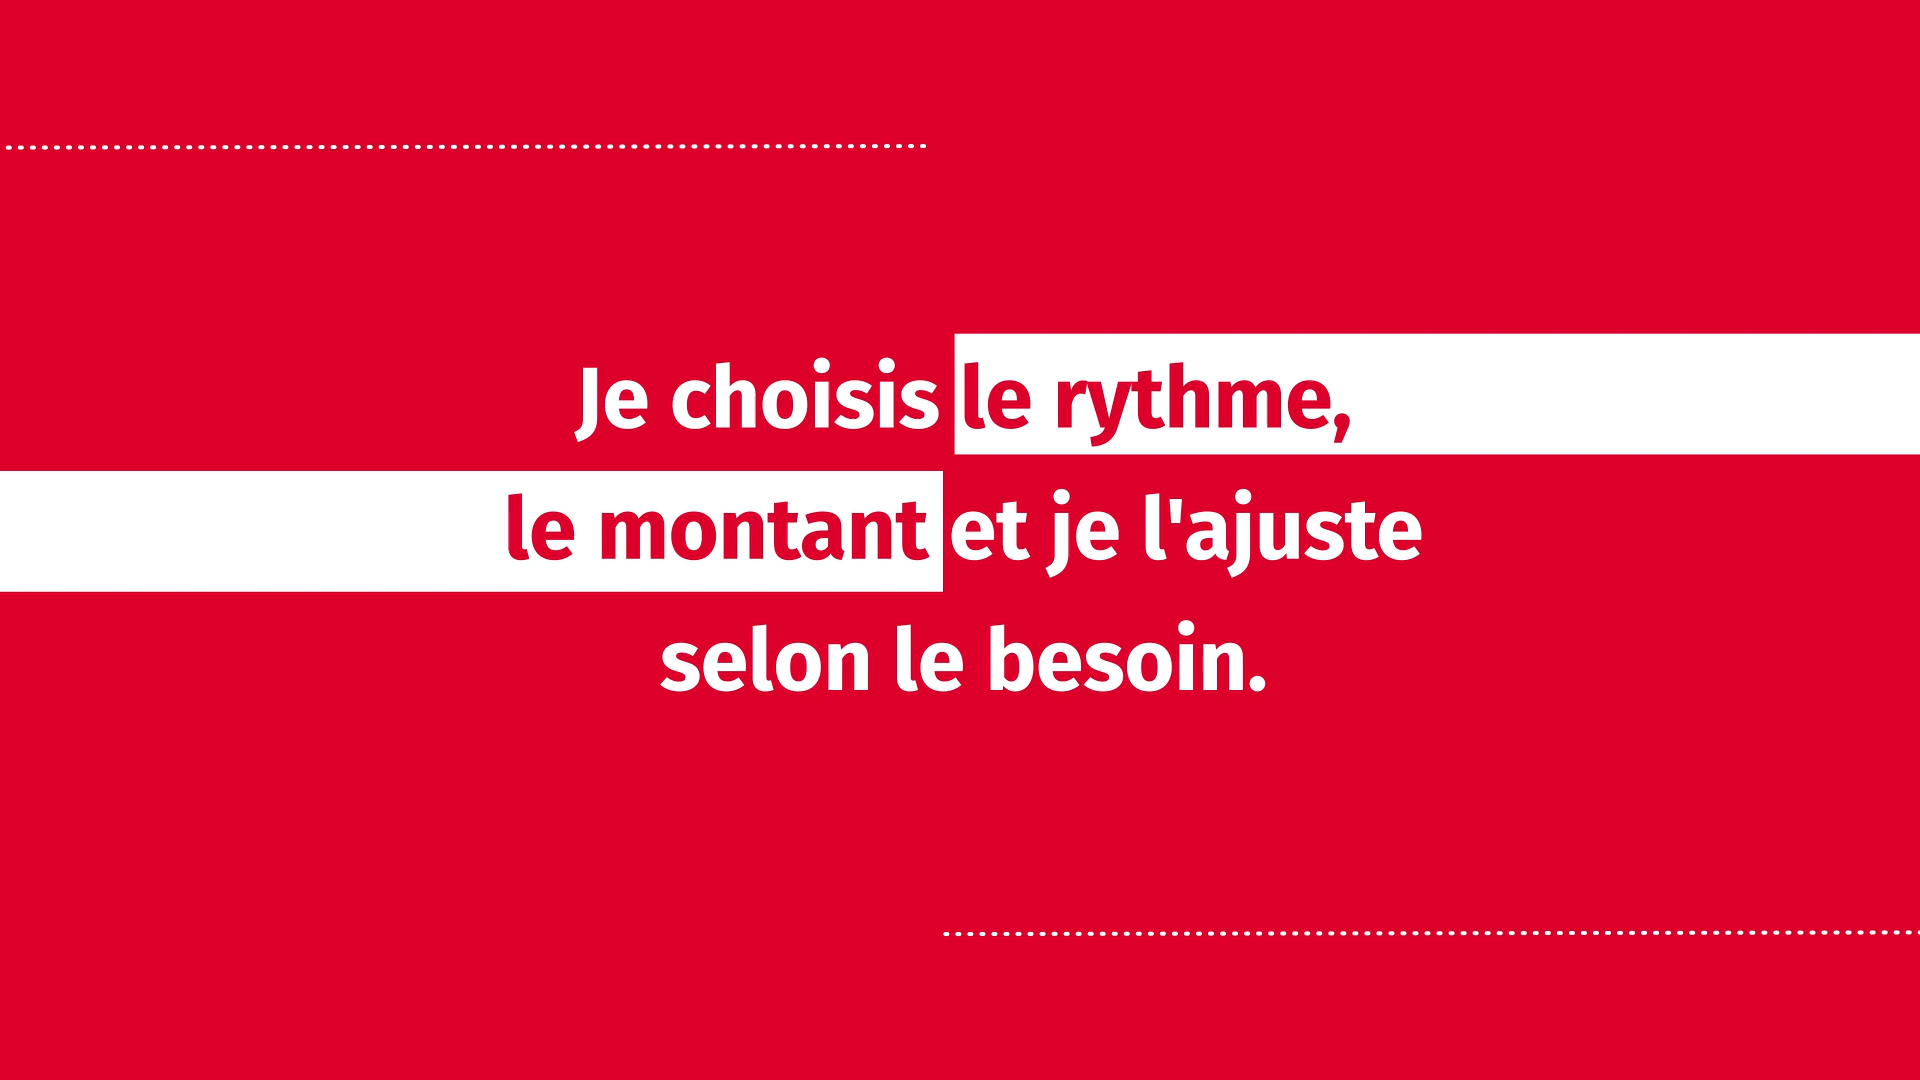 Je choisis le rythme,
le montant et je l'ajuste
selon le besoin.